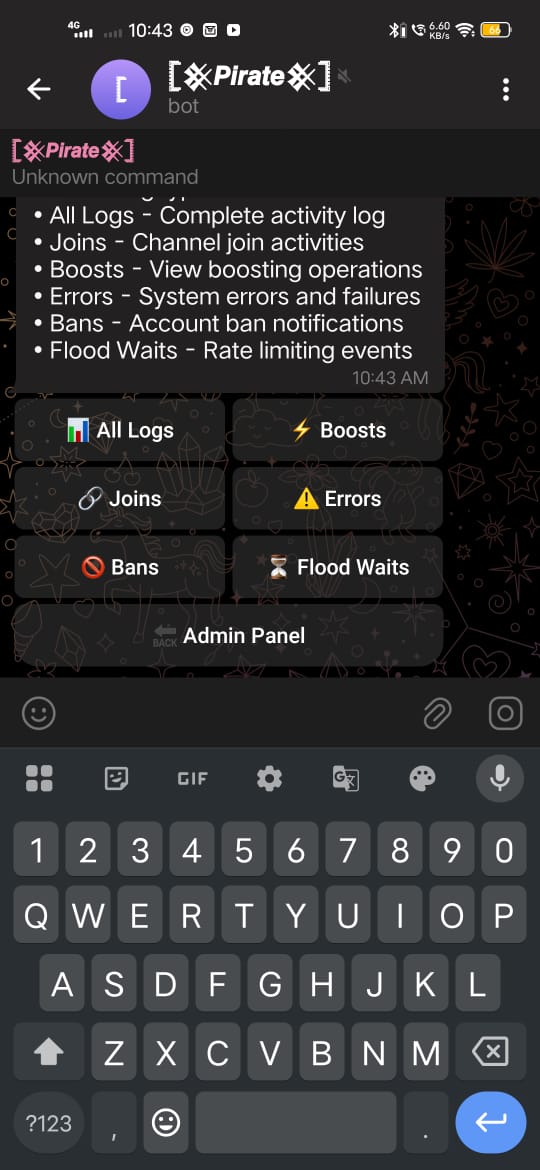 4G
10:43
6.60
KB/s
66
[※Pirate※]
bot
[※Pirate※]
Unknown command
• All Logs - Complete activity log
• Joins - Channel join activities
• Boosts - View boosting operations
• Errors - System errors and failures
• Bans - Account ban notifications
• Flood Waits - Rate limiting events
10:43 AM
📊 All Logs
⚡ Boosts
🔗 Joins
⚠️ Errors
🚫 Bans
⏳ Flood Waits
🔙 BACK Admin Panel
GIF
1 2 3 4 5 6 7 8 9 0
Q W E R T Y U I O P
A S D F G H J K L
Z X C V B N M
?123 , .